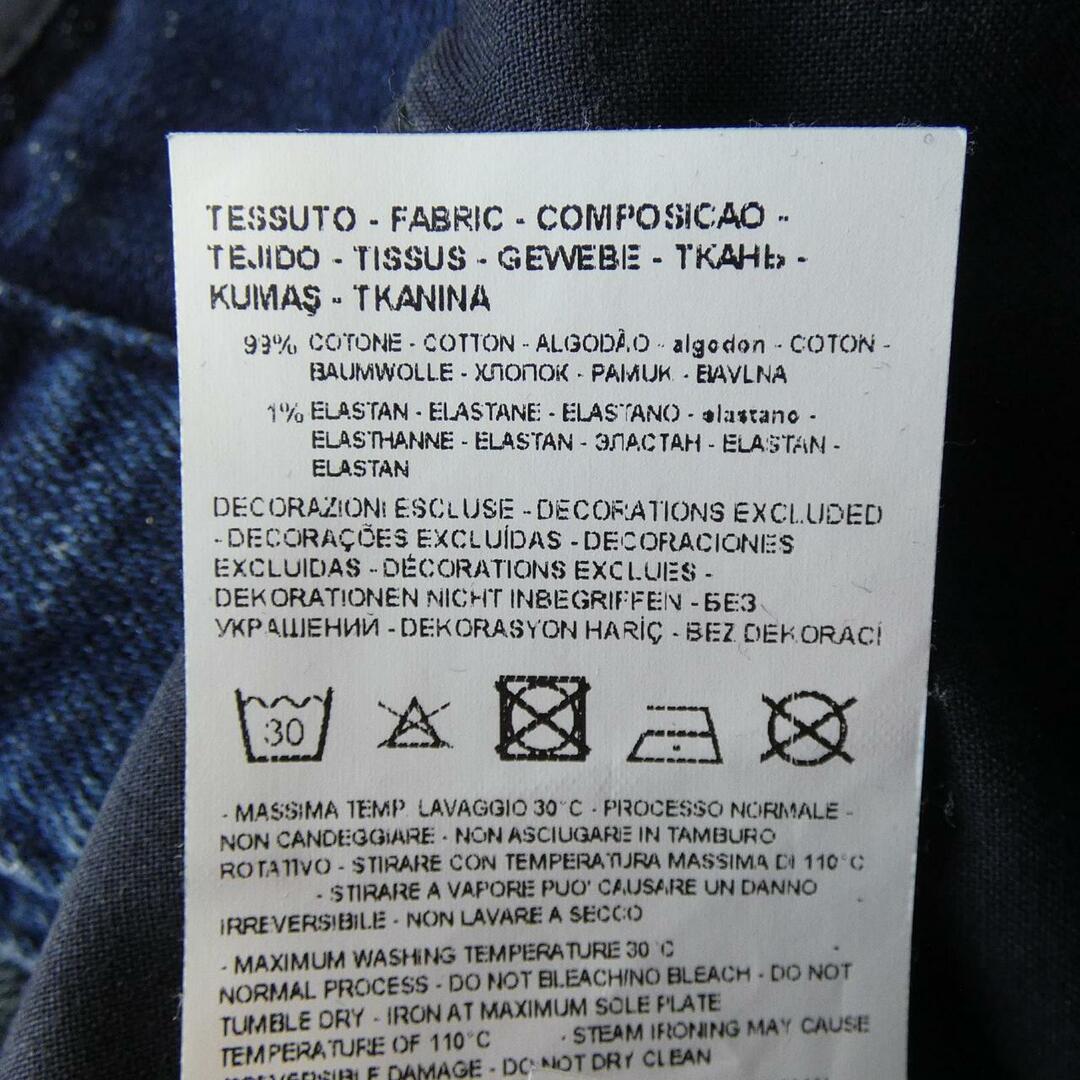 TESSUTO - FABRIC - COMPOSICAO -
TEJIDO - TISSUS - GEWEBE - ТКАНЬ -
KUMAŞ - TKANINA
99% COTONE - COTTON - ALGODÃO - algodon - COTON -
BAUMWOLLE - ХЛОПОК - PAMUK - BAVLNA
1% ELASTAN - ELASTANE - ELASTANO - elastano -
ELASTHANNE - ELASTAN - ЭЛАСТАН - ELASTAN -
ELASTAN
DECORAZIONI ESCLUSE - DECORATIONS EXCLUDED
- DECORAÇÕES EXCLUÍDAS - DECORACIONES
EXCLUIDAS - DÉCORATIONS EXCLUES -
DEKORATIONEN NICHT INBEGRIFFEN - БЕЗ
УКРАШЕНИЙ - DEKORASYON HARİÇ - BEZ DEKORACÍ
30
- MASSIMA TEMP. LAVAGGIO 30°C - PROCESSO NORMALE -
NON CANDEGGIARE - NON ASCIUGARE IN TAMBURO
ROTATIVO - STIRARE CON TEMPERATURA MASSIMA DI 110°C
- STIRARE A VAPORE PUO' CAUSARE UN DANNO
IRREVERSIBILE - NON LAVARE A SECCO
- MAXIMUM WASHING TEMPERATURE 30°C -
NORMAL PROCESS - DO NOT BLEACH/NO BLEACH - DO NOT
TUMBLE DRY - IRON AT MAXIMUM SOLE PLATE
TEMPERATURE OF 110°C - STEAM IRONING MAY CAUSE
IRREVERSIBLE DAMAGE - DO NOT DRY CLEAN